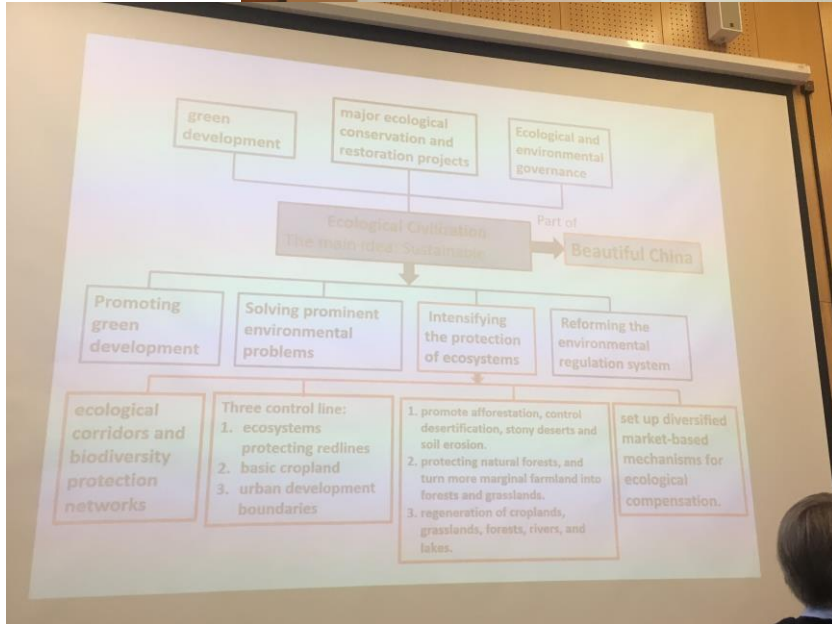 green
development
major ecological
conservation and
restoration projects
Ecological and
environmental
governance
Ecological Civilization
The main idea: Sustainable
Part of
Beautiful China
Promoting
green
development
Solving prominent
environmental
problems
Intensifying
the protection
of ecosystems
Reforming the
environmental
regulation system
ecological
corridors and
biodiversity
protection
networks
Three control line:
1. ecosystems
protecting redlines
2. basic cropland
3. urban development
boundaries
1. promote afforestation, control
desertification, stony deserts and
soil erosion.
2. protecting natural forests, and
turn more marginal farmland into
forests and grasslands.
3. regeneration of croplands,
grasslands, forests, rivers, and
lakes.
set up diversified
market-based
mechanisms for
ecological
compensation.